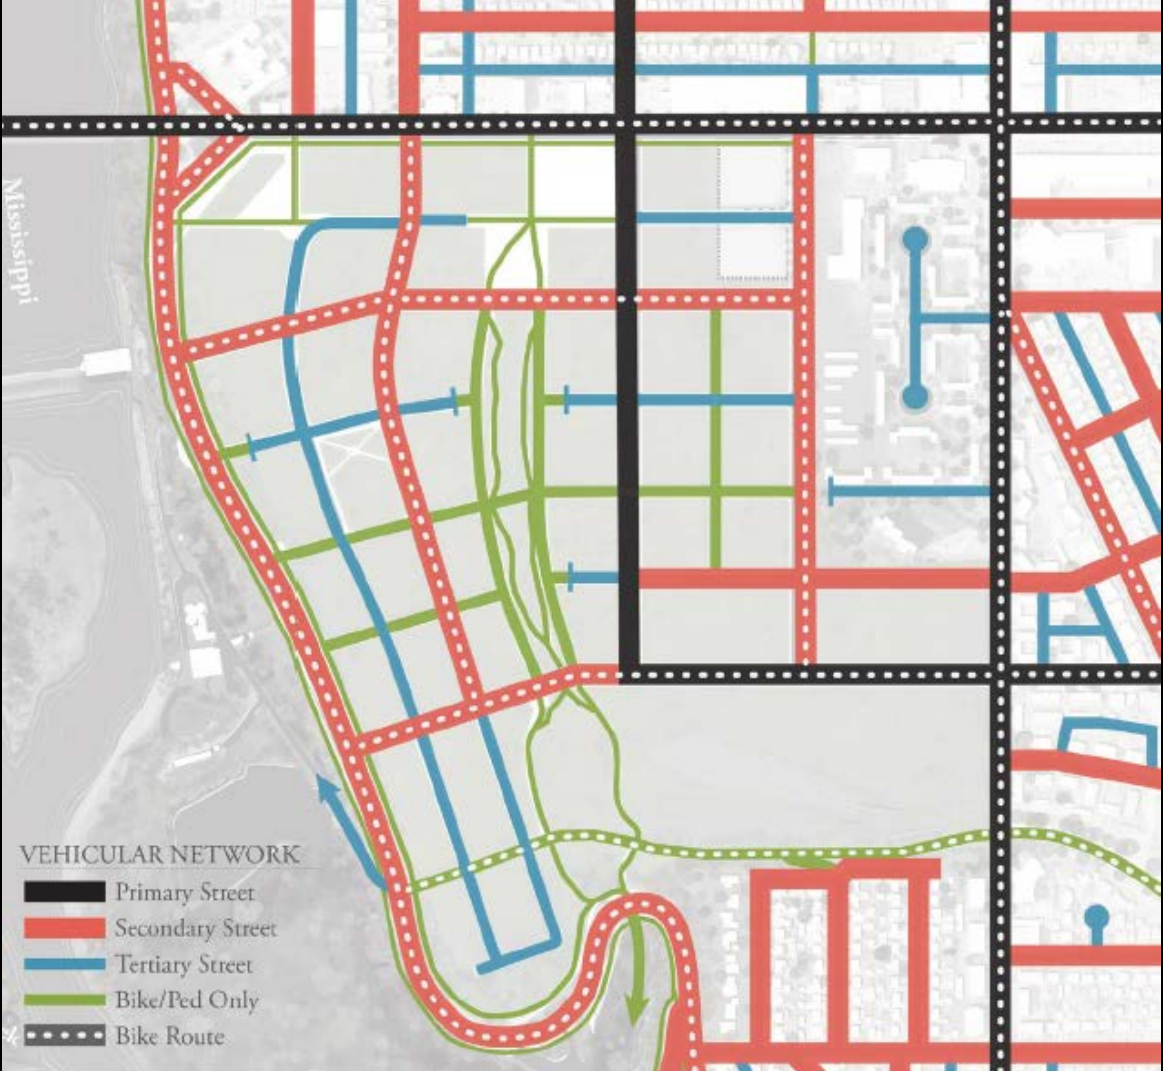 Mississippi
VEHICULAR NETWORK
Primary Street
Secondary Street
Tertiary Street
Bike/Ped Only
Bike Route